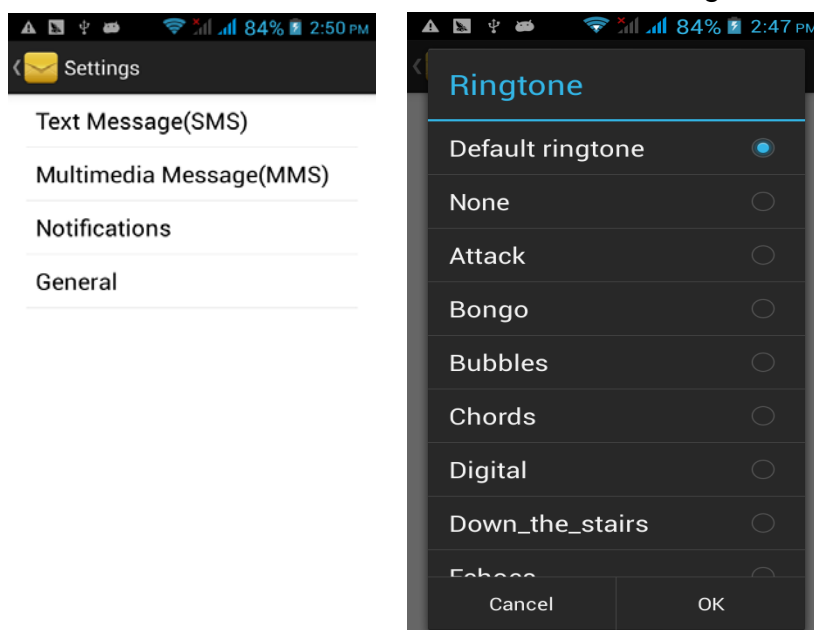 84% 2:50 PM
Settings
Text Message(SMS)
Multimedia Message(MMS)
Notifications
General
84% 2:47 PM
Ringtone
Default ringtone
None
Attack
Bongo
Bubbles
Chords
Digital
Down_the_stairs
Echoes
Cancel OK